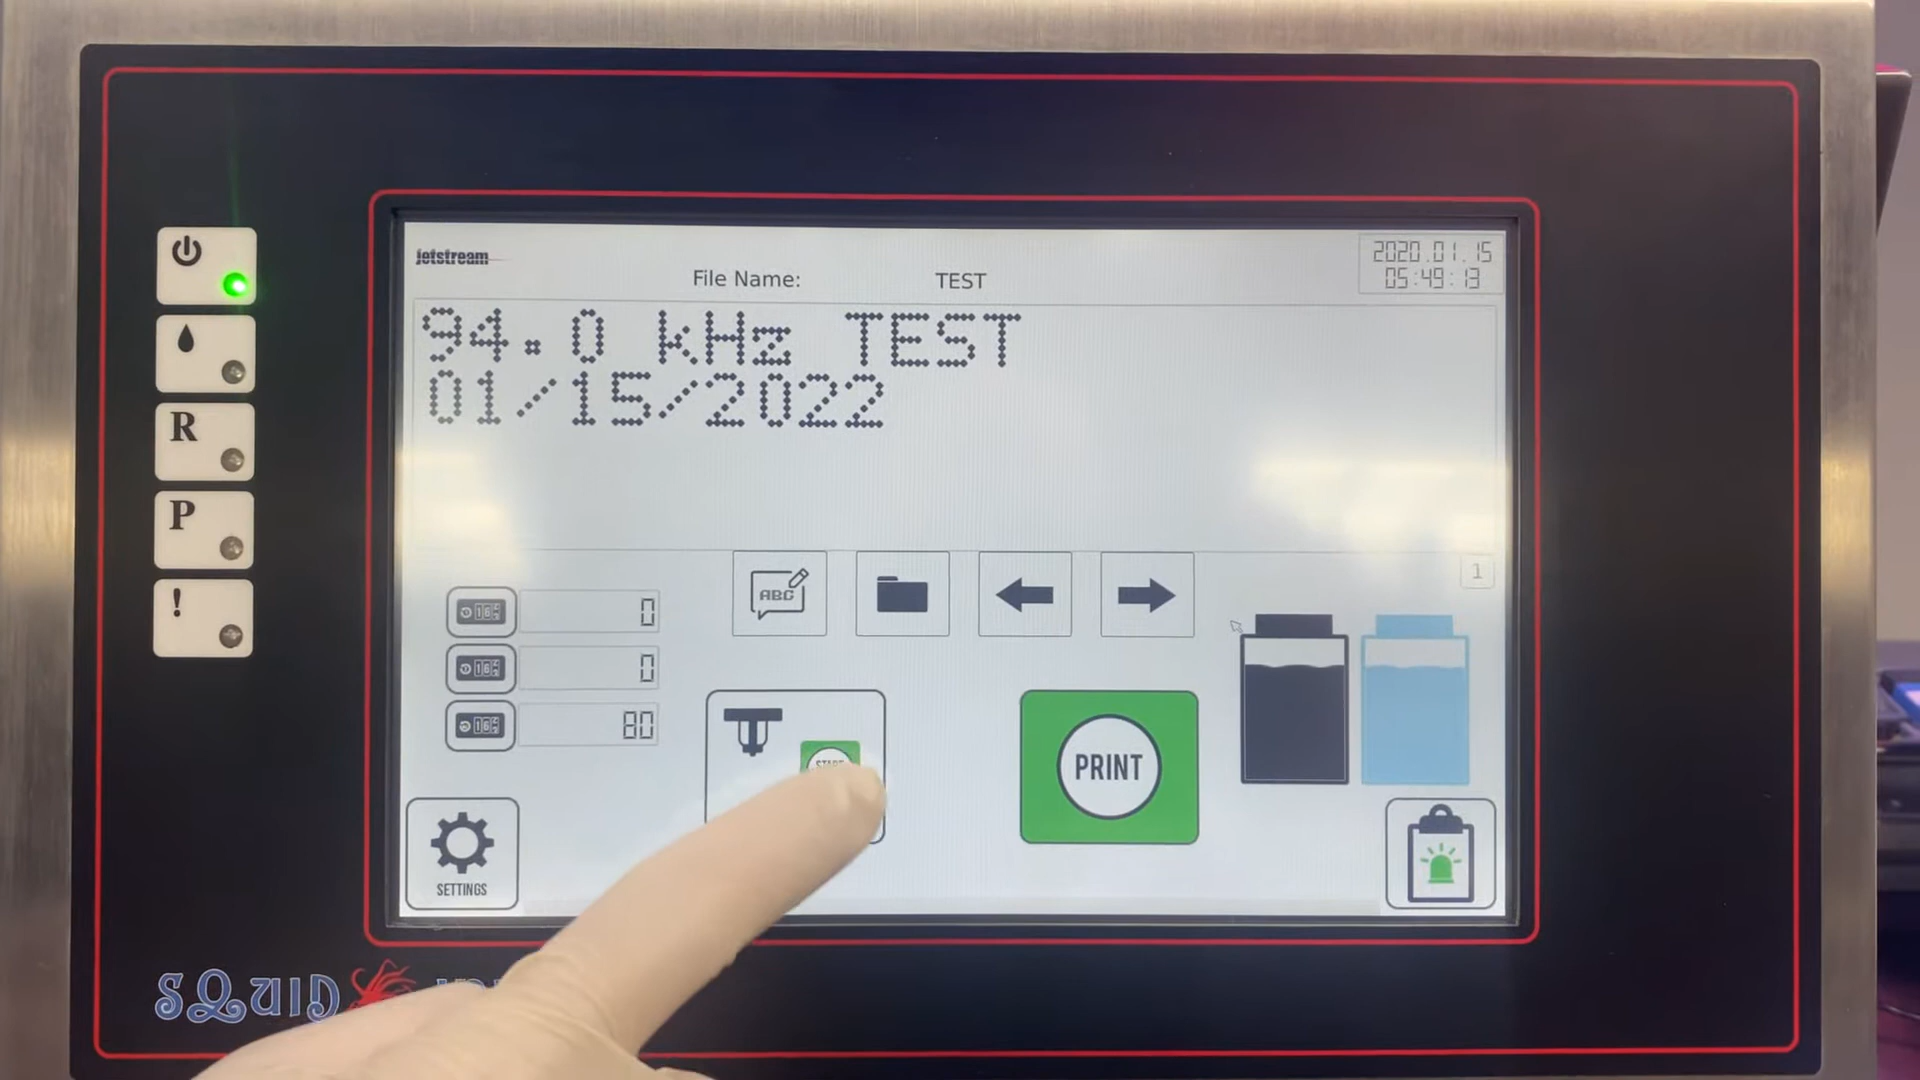 jetstream
File Name: TEST
2020.01.15
05:49:13
94.0 kHz TEST
01/15/2022
R
P
!
ABC
1
0
0
80
START
PRINT
SETTINGS
SQUID